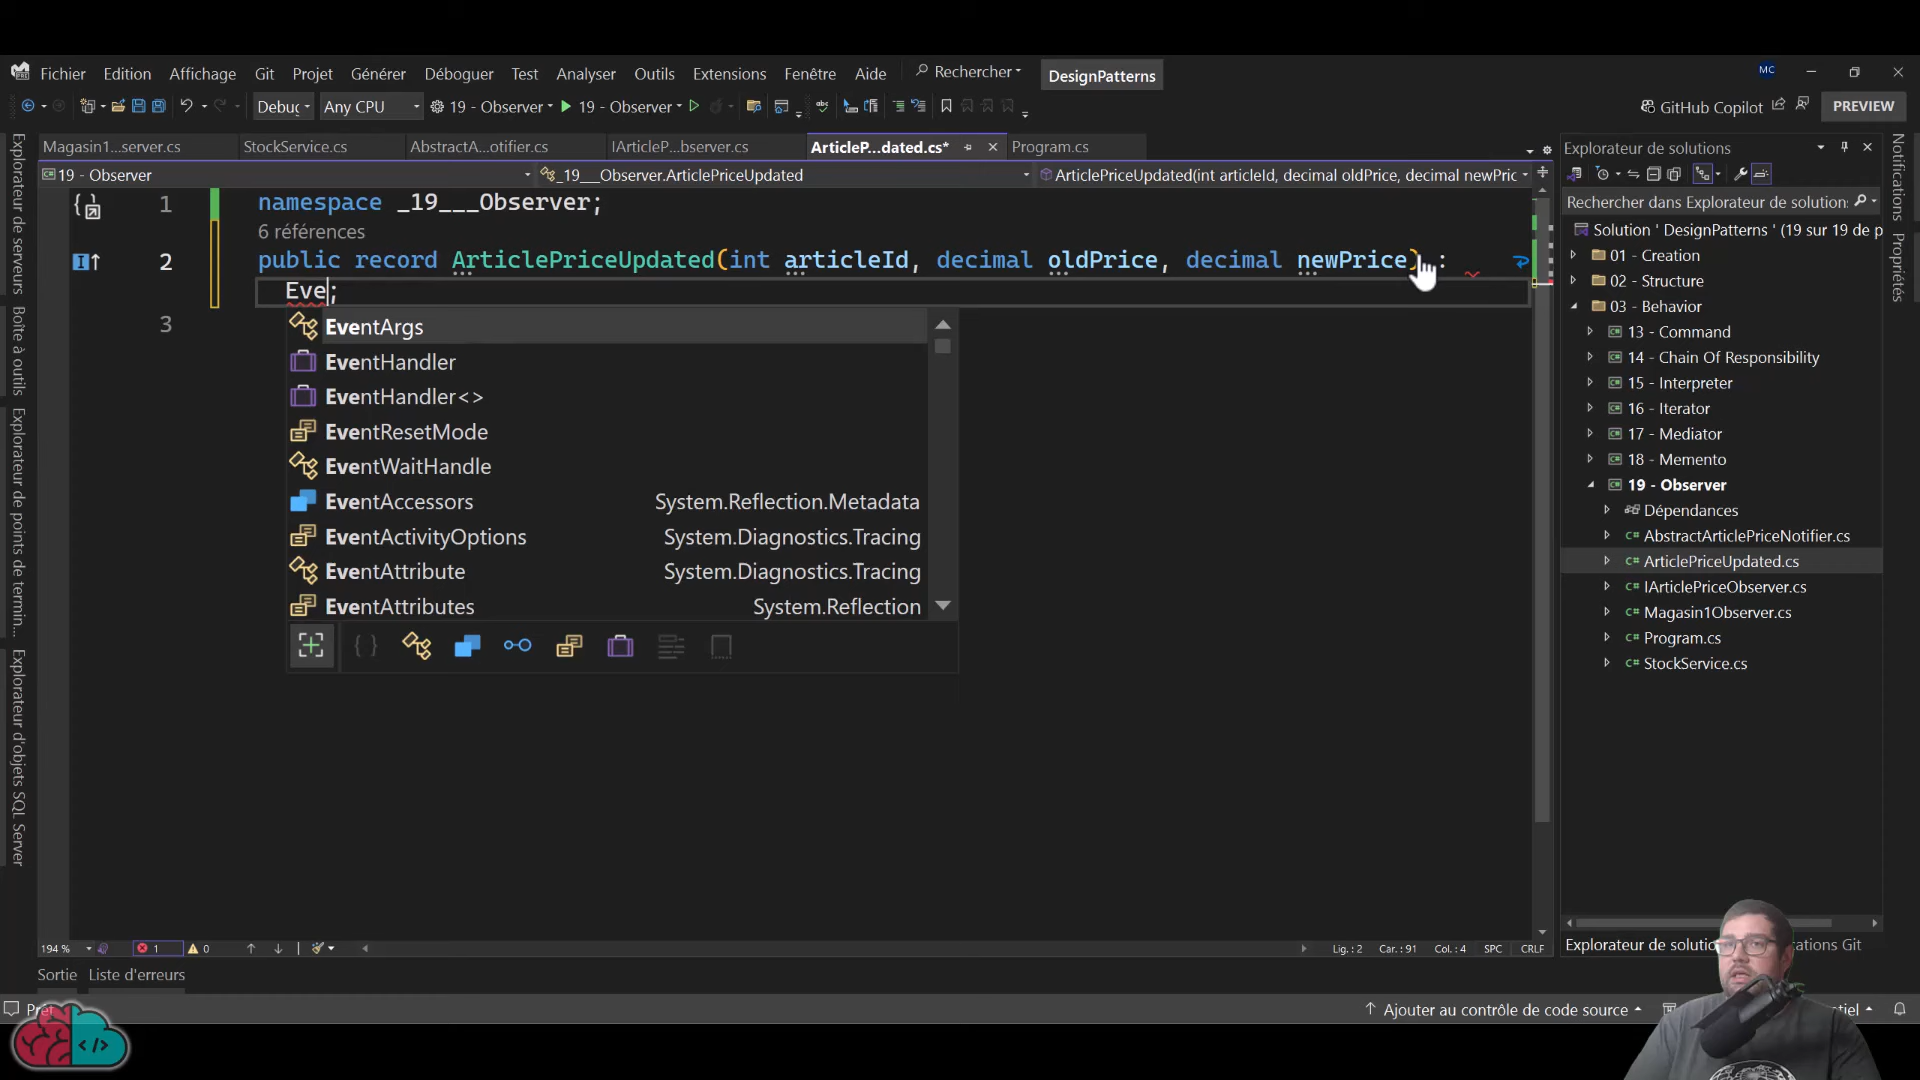 Fichier Edition Affichage Git Projet Générer Déboguer Test Analyser Outils Extensions Fenêtre Aide Rechercher DesignPatterns MC
Debug Any CPU 19 - Observer 19 - Observer GitHub Copilot PREVIEW
Magasin1...server.cs StockService.cs AbstractA...otifier.cs IArticleP...bserver.cs ArticleP...dated.cs* Program.cs
19 - Observer _19___Observer.ArticlePriceUpdated ArticlePriceUpdated(int articleId, decimal oldPrice, decimal newPric
1 namespace _19___Observer;
6 références
2 public record ArticlePriceUpdated(int articleId, decimal oldPrice, decimal newPrice) :
Eve;
3
EventArgs
EventHandler
EventHandler<>
EventResetMode
EventWaitHandle
EventAccessors System.Reflection.Metadata
EventActivityOptions System.Diagnostics.Tracing
EventAttribute System.Diagnostics.Tracing
EventAttributes System.Reflection
Explorateur de serveurs
Boîte à outils
Explorateur de points de termin...
Explorateur d'objets SQL Server
Explorateur de solutions
Rechercher dans Explorateur de solution:
Solution ' DesignPatterns ' (19 sur 19 de p
01 - Creation
02 - Structure
03 - Behavior
13 - Command
14 - Chain Of Responsibility
15 - Interpreter
16 - Iterator
17 - Mediator
18 - Memento
19 - Observer
Dépendances
AbstractArticlePriceNotifier.cs
ArticlePriceUpdated.cs
IArticlePriceObserver.cs
Magasin1Observer.cs
Program.cs
StockService.cs
Notifications
Propriétés
194 % 1 0 Lig.: 2 Car.: 91 Col.: 4 SPC CRLF
Explorateur de soluti
Git
Sortie Liste d'erreurs
Ajouter au contrôle de code source